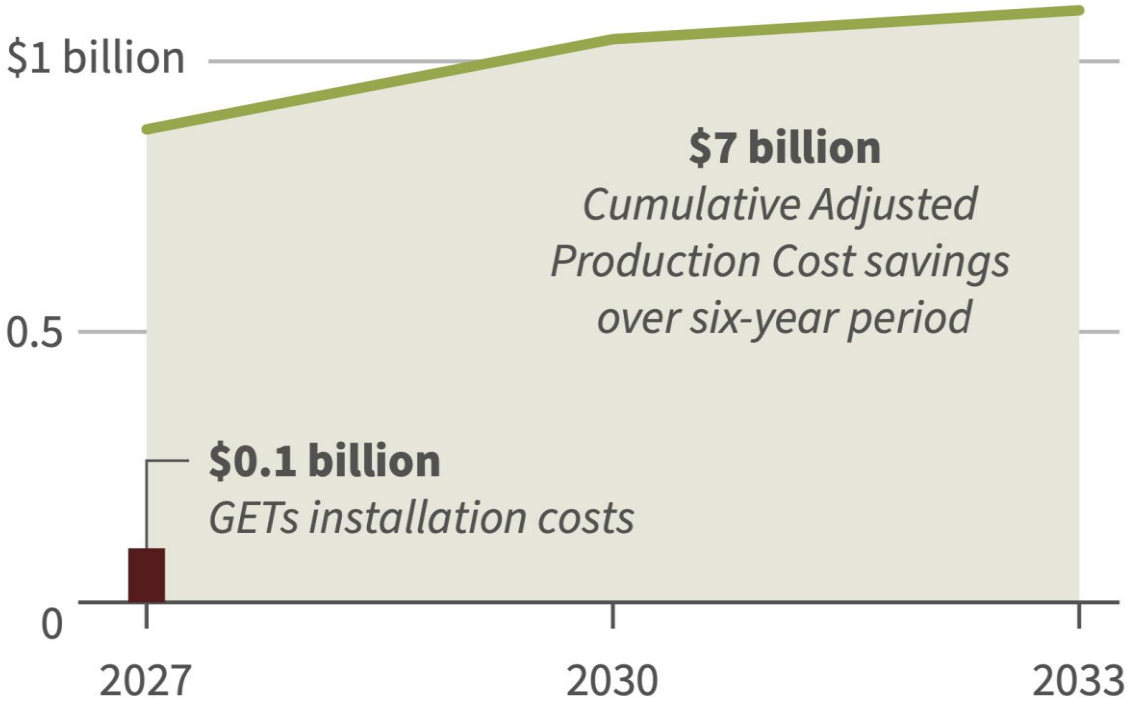 $1 billion
$7 billion
Cumulative Adjusted
Production Cost savings
over six-year period
0.5
$0.1 billion
GETs installation costs
0
2027
2030
2033